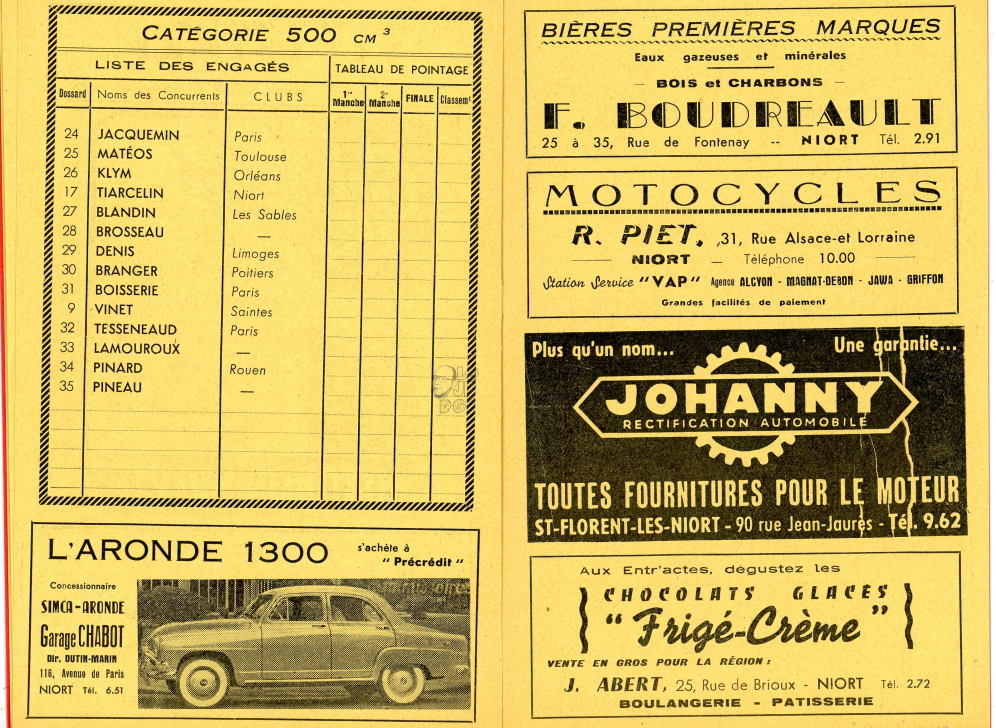 CATÉGORIE 500 CM³
LISTE DES ENGAGÉS
TABLEAU DE POINTAGE
Dossard Noms des Concurrents CLUBS 1re Manche 2e Manche FINALE Classemt
24 JACQUEMIN Paris
25 MATÉOS Toulouse
26 KLYM Orléans
17 TIARCELIN Niort
27 BLANDIN Les Sables
28 BROSSEAU —
29 DENIS Limoges
30 BRANGER Poitiers
31 BOISSERIE Paris
9 VINET Saintes
32 TESSENEAUD Paris
33 LAMOUROUX —
34 PINARD Rouen
35 PINEAU —
L'ARONDE 1300 s'achète à
"Précrédit"
Concessionnaire
SIMCA-ARONDE
Garage CHABOT
Dir. DUTIN-MARIN
116, Avenue de Paris
NIORT Tél. 6.51
BIÈRES PREMIÈRES MARQUES
Eaux gazeuses et minérales
— BOIS et CHARBONS —
F. BOUDREAULT
25 à 35, Rue de Fontenay -- NIORT Tél. 2.91
MOTOCYCLES
R. PIET, ,31, Rue Alsace-et Lorraine
NIORT — Téléphone 10.00
Station Service "VAP" Agence ALCYON - MAGNAT-DEBON - JAWA - GRIFFON
Grandes facilités de paiement
Plus qu'un nom... Une garantie...
JOHANNY
RECTIFICATION AUTOMOBILE
TOUTES FOURNITURES POUR LE MOTEUR
ST-FLORENT-LES-NIORT - 90 rue Jean-Jaurès - Tél. 9.62
Aux Entr'actes, dégustez les
CHOCOLATS GLACÉS
"Frigé-Crème"
VENTE EN GROS POUR LA RÉGION :
J. ABERT, 25, Rue de Brioux - NIORT Tél. 2.72
BOULANGERIE - PATISSERIE